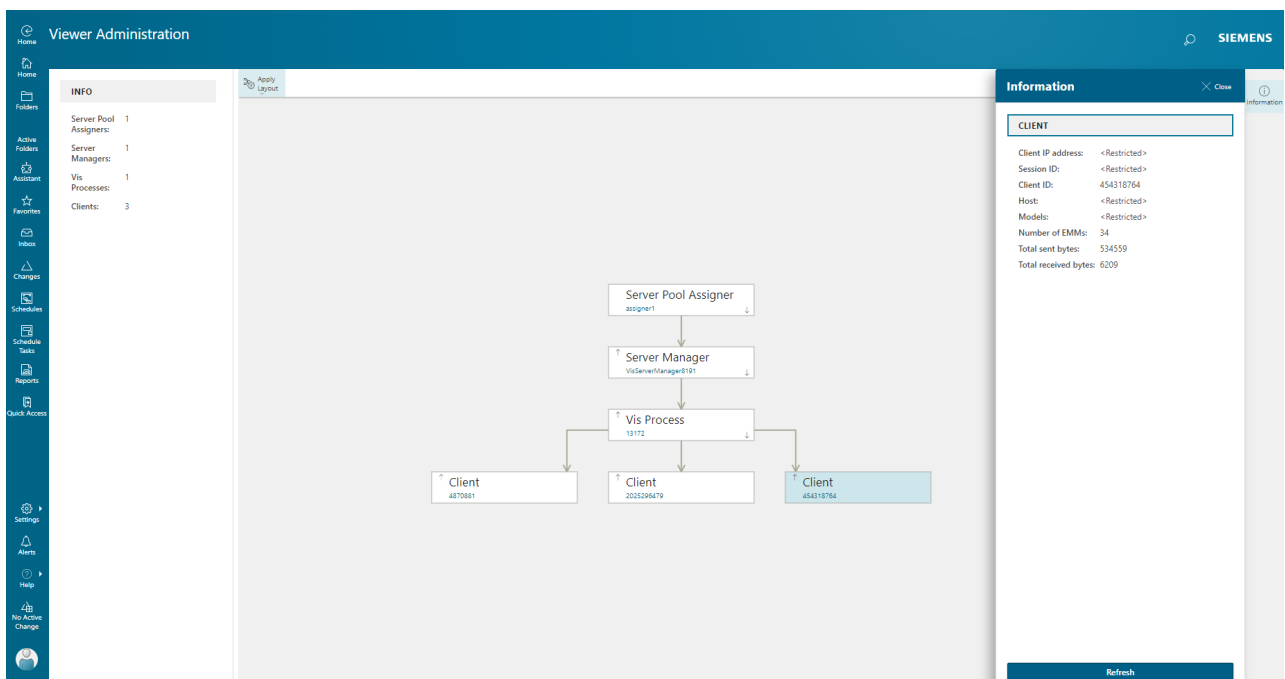 Home
Viewer Administration
SIEMENS
Home
Folders
Active
Folders
Assistant
Favorites
Inbox
Changes
Schedules
Schedule
Tasks
Reports
Quick Access
Settings
Alerts
Help
No Active
Change
INFO
Server Pool 1
Assigners:
Server 1
Managers:
Vis 1
Processes:
Clients: 3
Apply
Layout
Server Pool Assigner
assigner1
Server Manager
VisServerManager8191
Vis Process
13172
Client
4870881
Client
2025296479
Client
454318764
Information
Close
CLIENT
Client IP address: <Restricted>
Session ID: <Restricted>
Client ID: 454318764
Host: <Restricted>
Models: <Restricted>
Number of EMMs: 34
Total sent bytes: 534559
Total received bytes: 6209
Refresh
Information